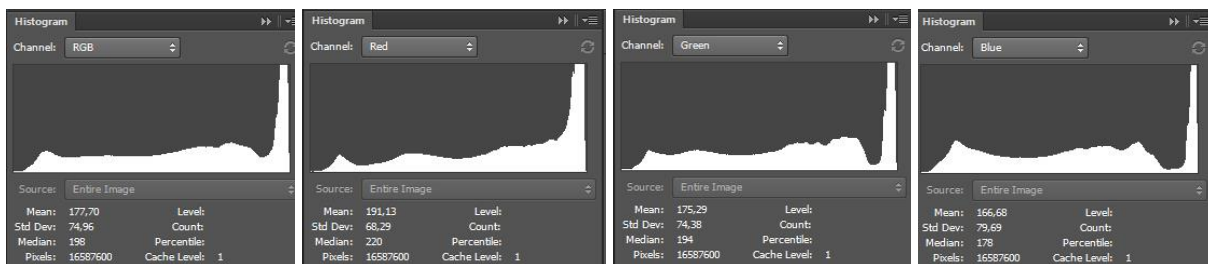 Histogram
Channel: RGB
Source: Entire Image
Mean: 177,70 Level:
Std Dev: 74,96 Count:
Median: 198 Percentile:
Pixels: 16587600 Cache Level: 1
Histogram
Channel: Red
Source: Entire Image
Mean: 191,13 Level:
Std Dev: 68,29 Count:
Median: 220 Percentile:
Pixels: 16587600 Cache Level: 1
Histogram
Channel: Green
Source: Entire Image
Mean: 175,29 Level:
Std Dev: 74,38 Count:
Median: 194 Percentile:
Pixels: 16587600 Cache Level: 1
Histogram
Channel: Blue
Source: Entire Image
Mean: 166,68 Level:
Std Dev: 79,69 Count:
Median: 178 Percentile:
Pixels: 16587600 Cache Level: 1